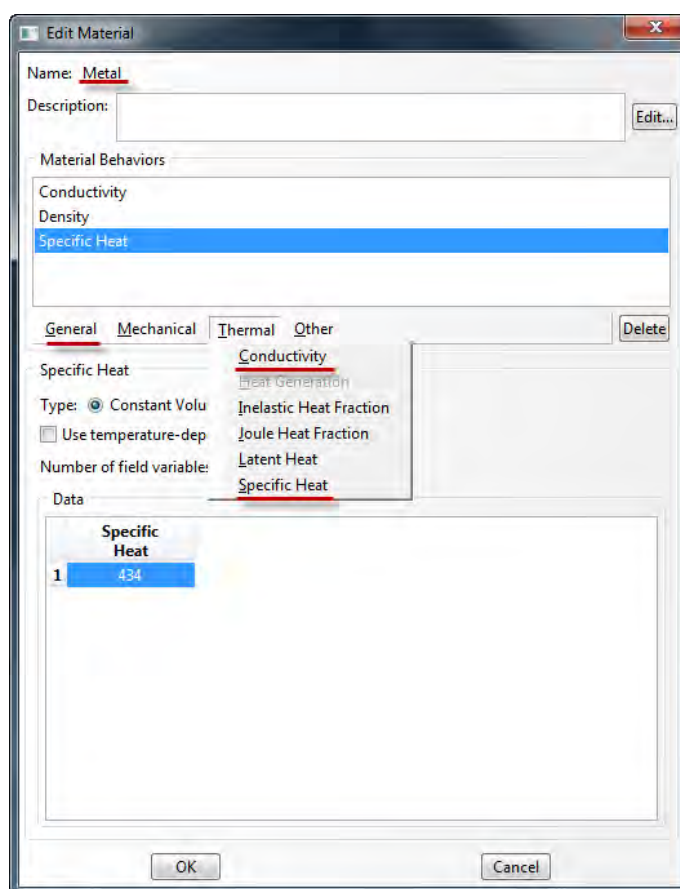 Edit Material
Name: Metal
Description:
Edit...
Material Behaviors
Conductivity
Density
Specific Heat
General Mechanical Thermal Other Delete
Conductivity
Heat Generation
Inelastic Heat Fraction
Joule Heat Fraction
Latent Heat
Specific Heat
Specific Heat
Type: Constant Volu
Use temperature-dep
Number of field variables
Data
Specific
Heat
1 434
OK Cancel